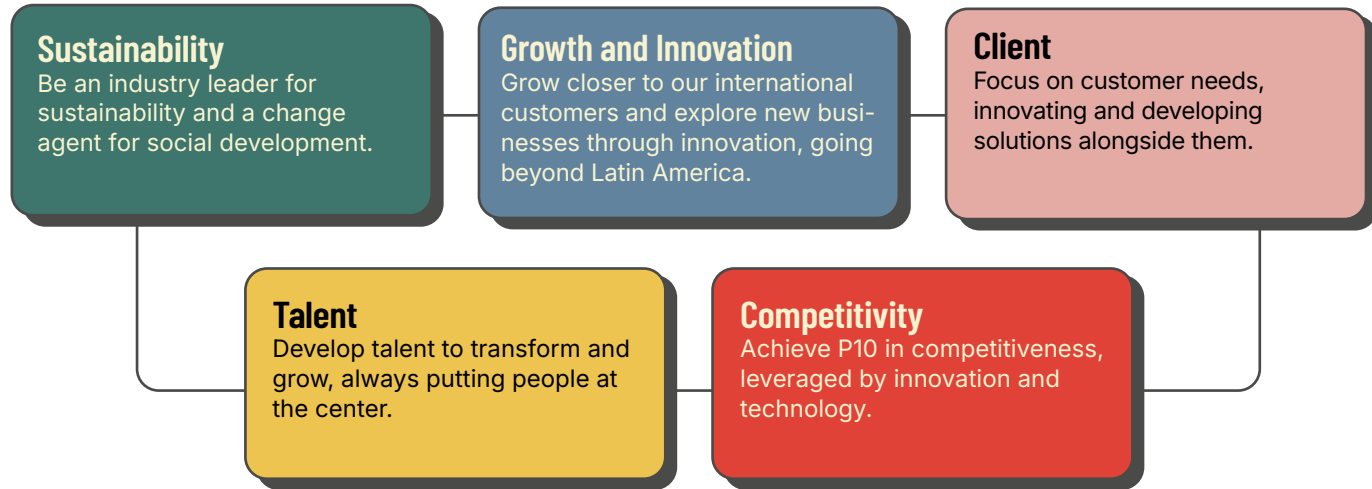 Sustainability
Be an industry leader for
sustainability and a change
agent for social development.
Growth and Innovation
Grow closer to our international
customers and explore new busi-
nesses through innovation, going
beyond Latin America.
Client
Focus on customer needs,
innovating and developing
solutions alongside them.
Talent
Develop talent to transform and
grow, always putting people at
the center.
Competitivity
Achieve P10 in competitiveness,
leveraged by innovation and
technology.